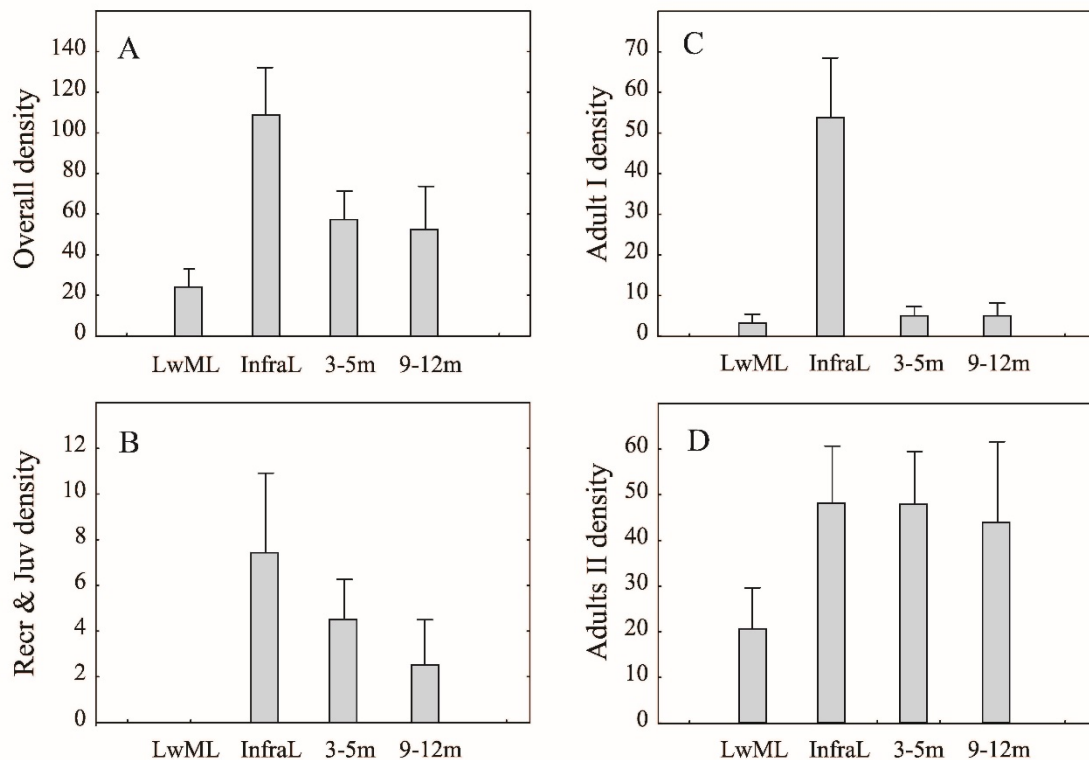 A
Overall density
140
120
100
80
60
40
20
0
LwML InfraL 3-5m 9-12m
C
Adult I density
70
60
50
40
30
20
10
0
LwML InfraL 3-5m 9-12m
B
Recr & Juv density
12
10
8
6
4
2
0
LwML InfraL 3-5m 9-12m
D
Adults II density
60
50
40
30
20
10
0
LwML InfraL 3-5m 9-12m